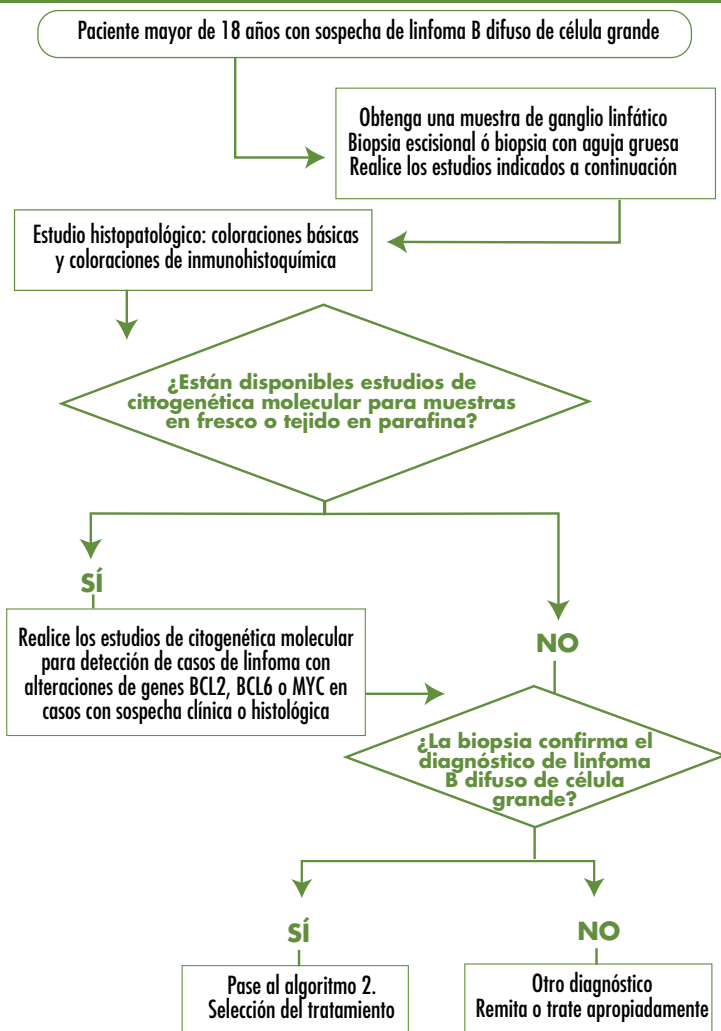 Paciente mayor de 18 años con sospecha de linfoma B difuso de célula grande
Obtenga una muestra de ganglio linfático
Biopsia escisional ó biopsia con aguja gruesa
Realice los estudios indicados a continuación
Estudio histopatológico: coloraciones básicas
y coloraciones de inmunohistoquímica
¿Están disponibles estudios de
cittogenética molecular para muestras
en fresco o tejido en parafina?
SÍ
Realice los estudios de citogenética molecular
para detección de casos de linfoma con
alteraciones de genes BCL2, BCL6 o MYC en
casos con sospecha clínica o histológica
NO
¿La biopsia confirma el
diagnóstico de linfoma
B difuso de célula
grande?
SÍ
Pase al algoritmo 2.
Selección del tratamiento
NO
Otro diagnóstico
Remita o trate apropiadamente